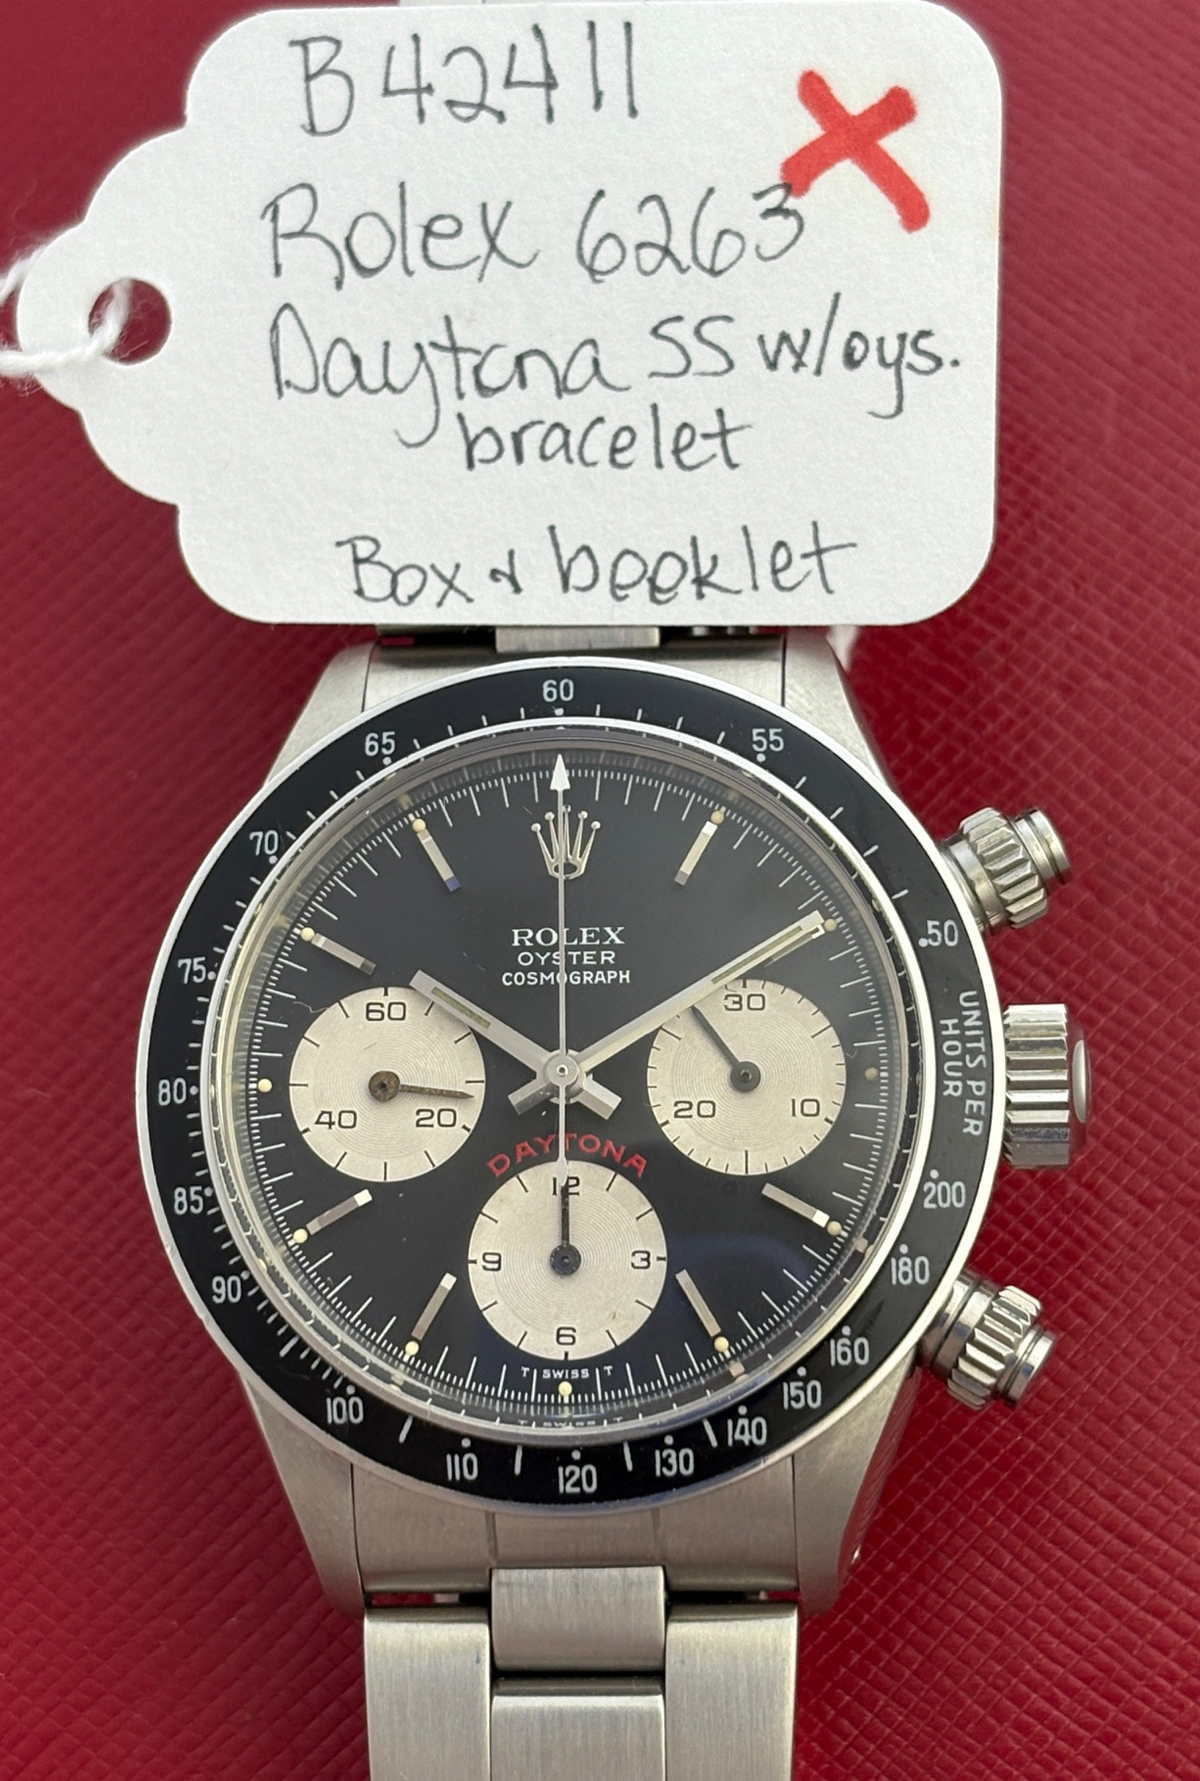 B42411
Rolex 6263
Daytona SS w/oys.
bracelet
Box & booklet
60
55
50
UNITS PER
HOUR
200
180
160
150
140
130
120
110
100
90
85
80
75
70
65
ROLEX
OYSTER
COSMOGRAPH
60
20
40
30
10
20
DAYTONA
12
3
6
9
T SWISS T